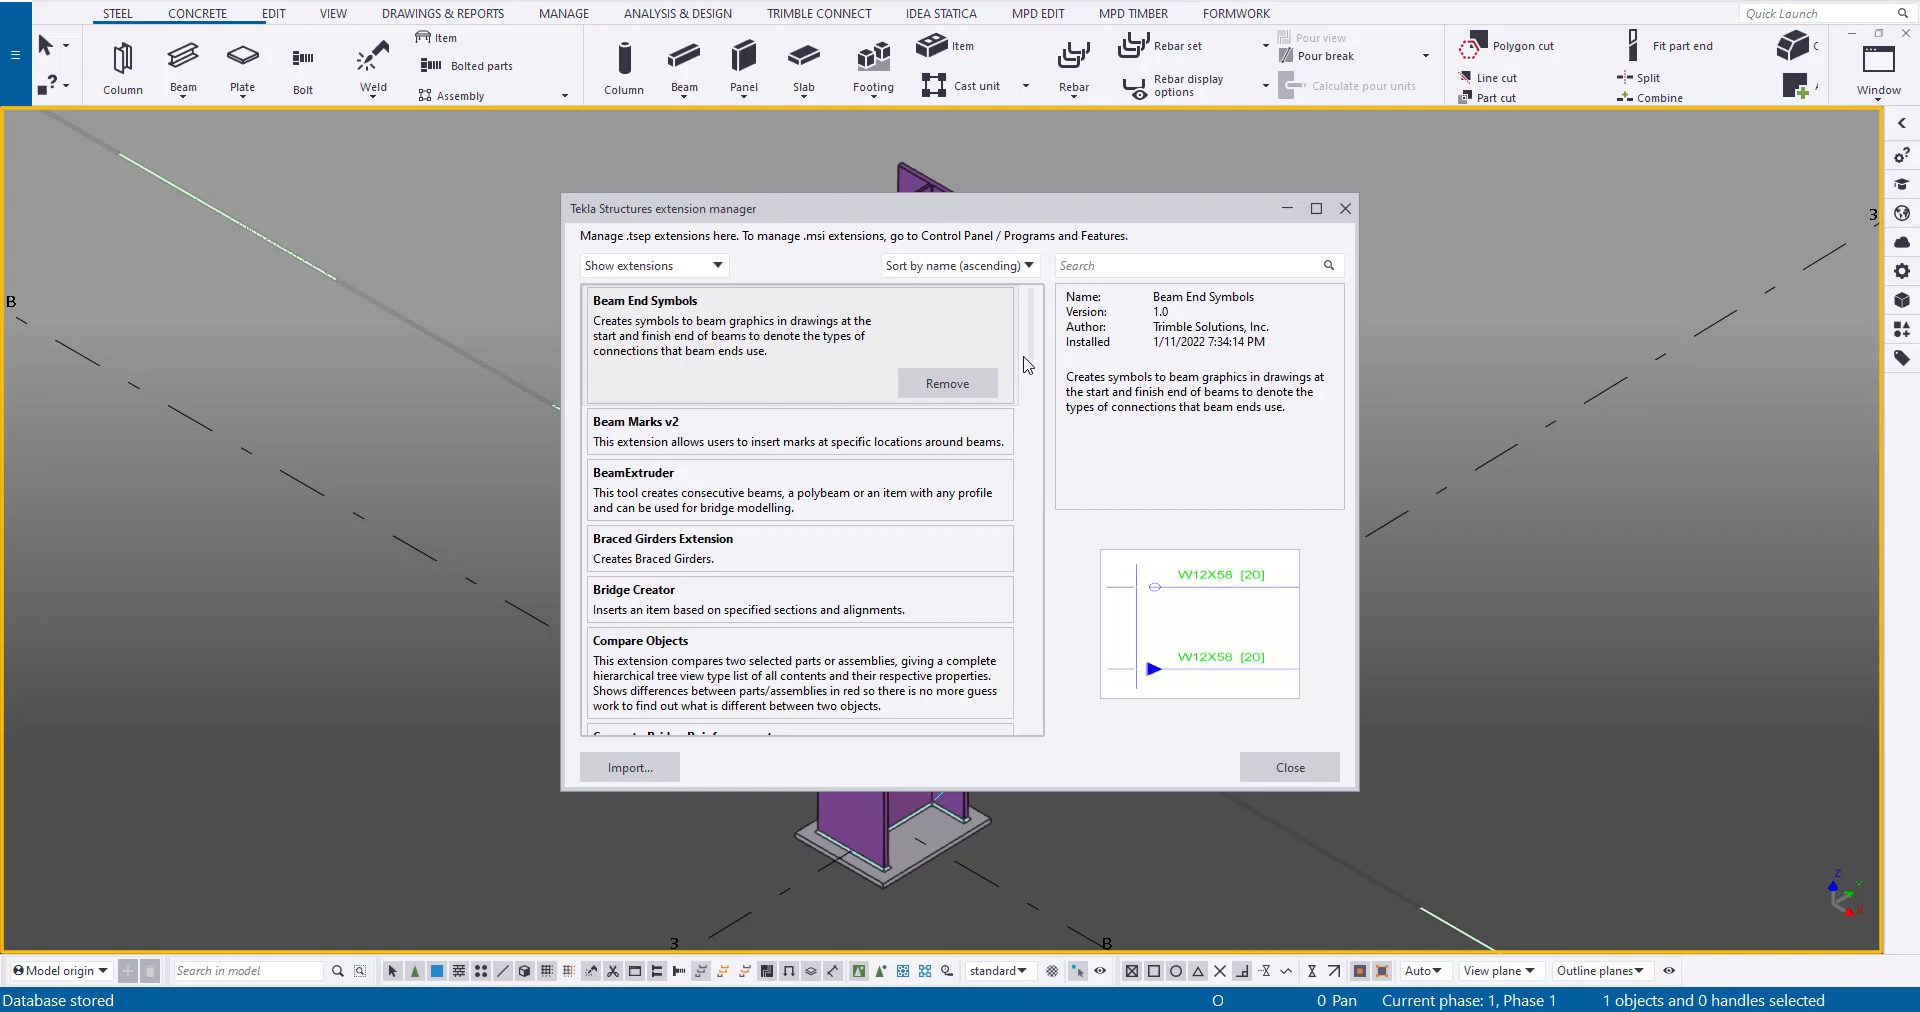 STEEL CONCRETE EDIT VIEW DRAWINGS & REPORTS MANAGE ANALYSIS & DESIGN TRIMBLE CONNECT IDEA STATICA MPD EDIT MPD TIMBER FORMWORK Quick Launch
Item
Bolted parts
Assembly
Column Beam Plate Bolt Weld
Column Beam Panel Slab Footing
Item
Cast unit
Rebar
Rebar set
Rebar display
options
Pour view
Pour break
Calculate pour units
Polygon cut
Line cut
Part cut
Fit part end
Split
Combine
Window
3
B
Tekla Structures extension manager
Manage .tsep extensions here. To manage .msi extensions, go to Control Panel / Programs and Features.
Show extensions Sort by name (ascending) Search
Beam End Symbols
Creates symbols to beam graphics in drawings at the
start and finish end of beams to denote the types of
connections that beam ends use.
Remove
Beam Marks v2
This extension allows users to insert marks at specific locations around beams.
BeamExtruder
This tool creates consecutive beams, a polybeam or an item with any profile
and can be used for bridge modelling.
Braced Girders Extension
Creates Braced Girders.
Bridge Creator
Inserts an item based on specified sections and alignments.
Compare Objects
This extension compares two selected parts or assemblies, giving a complete
hierarchical tree view type list of all contents and their respective properties.
Shows differences between parts/assemblies in red so there is no more guess
work to find out what is different between two objects.
Name: Beam End Symbols
Version: 1.0
Author: Trimble Solutions, Inc.
Installed 1/11/2022 7:34:14 PM
Creates symbols to beam graphics in drawings at
the start and finish end of beams to denote the
types of connections that beam ends use.
W12X58 [20]
W12X58 [20]
Import... Close
Z
Y
X
3 B
Model origin Search in model standard Auto View plane Outline planes
Database stored O 0 Pan Current phase: 1, Phase 1 1 objects and 0 handles selected